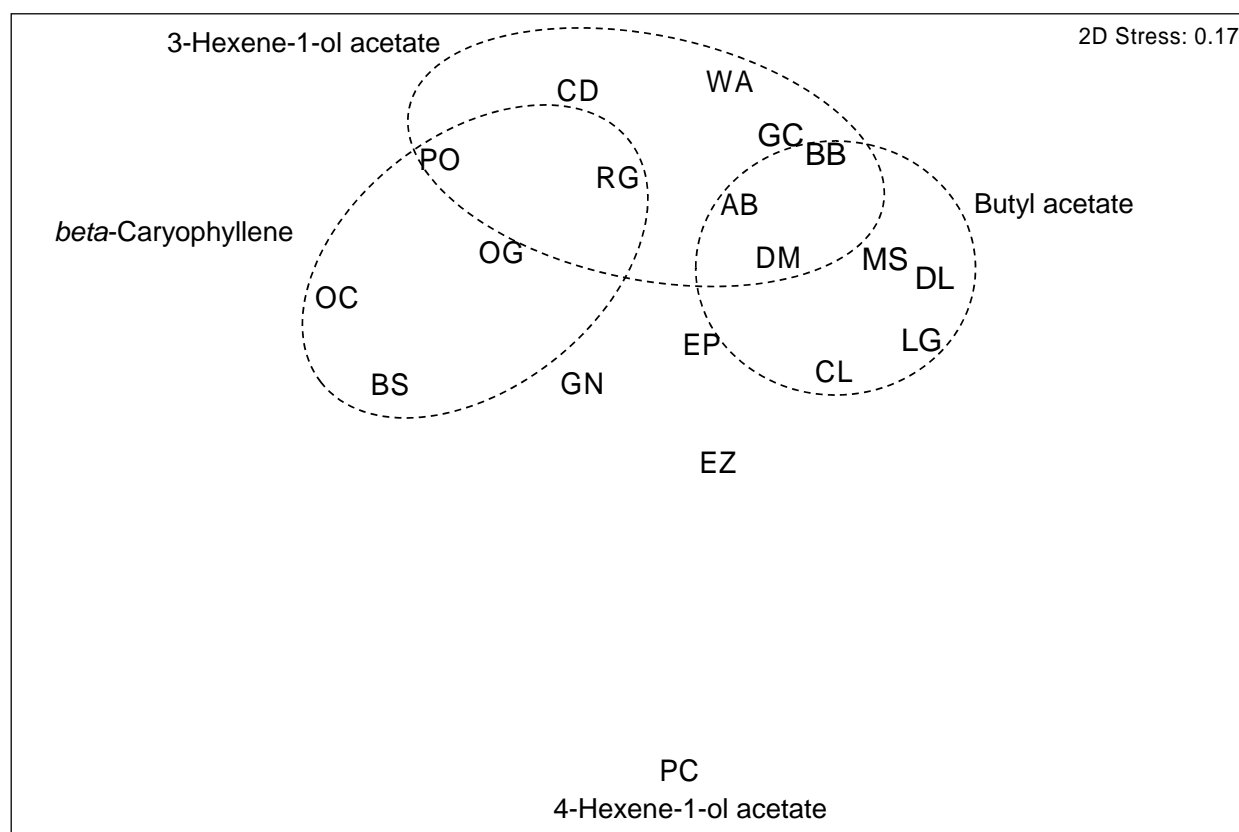 2D Stress: 0.17
3-Hexene-1-ol acetate
WA
CD
GC
BB
PO
RG
AB
Butyl acetate
beta-Caryophyllene
OG
DM
MS
DL
OC
EP
LG
CL
BS
GN
EZ
PC
4-Hexene-1-ol acetate